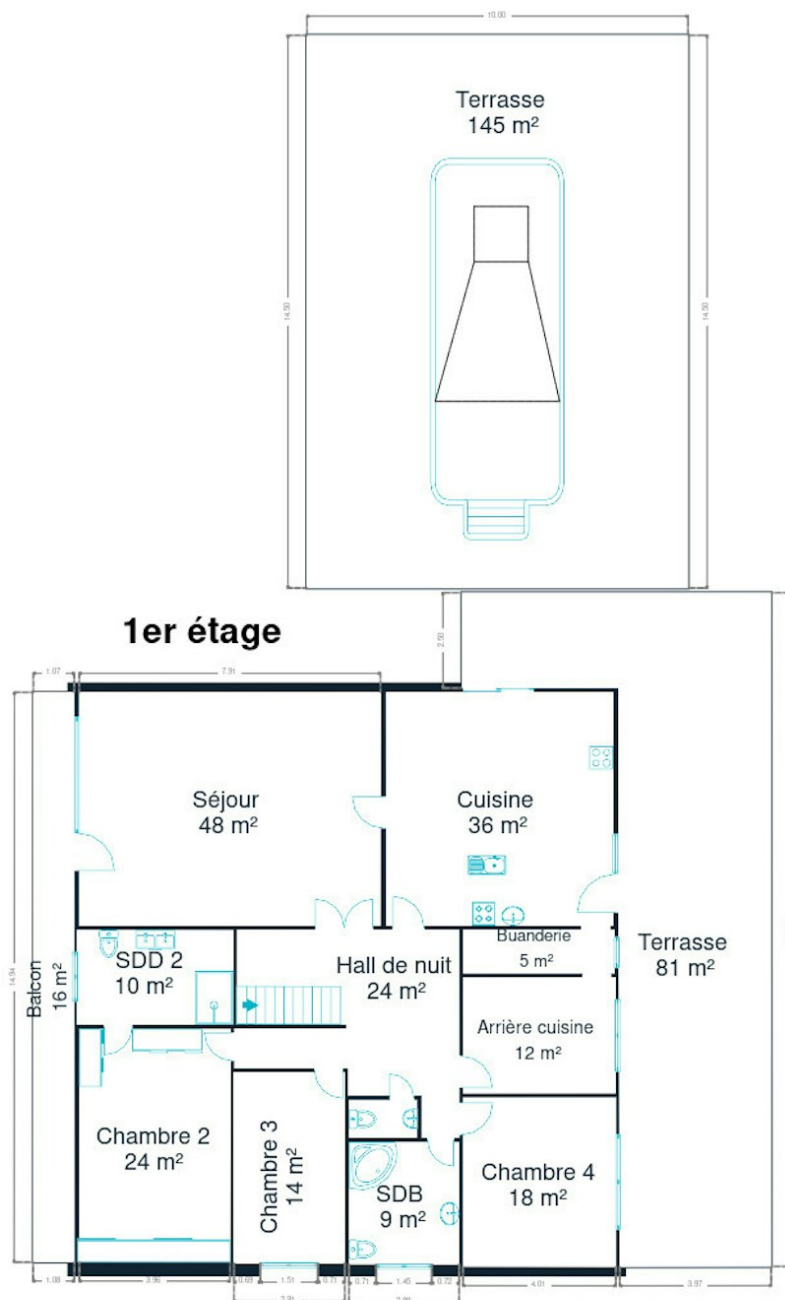 10.00
Terrasse
145 m²
14.50
14.50
1er étage
2.50
1.07
7.91
Séjour
48 m²
Cuisine
36 m²
Buanderie
5 m²
Terrasse
81 m²
SDD 2
10 m²
Hall de nuit
24 m²
14.94
Balcon
16 m²
Arrière cuisine
12 m²
Chambre 2
24 m²
Chambre 3
14 m²
SDB
9 m²
Chambre 4
18 m²
1.08
3.96
0.69
1.51
0.71
0.71
1.45
0.72
4.01
3.97
2.91